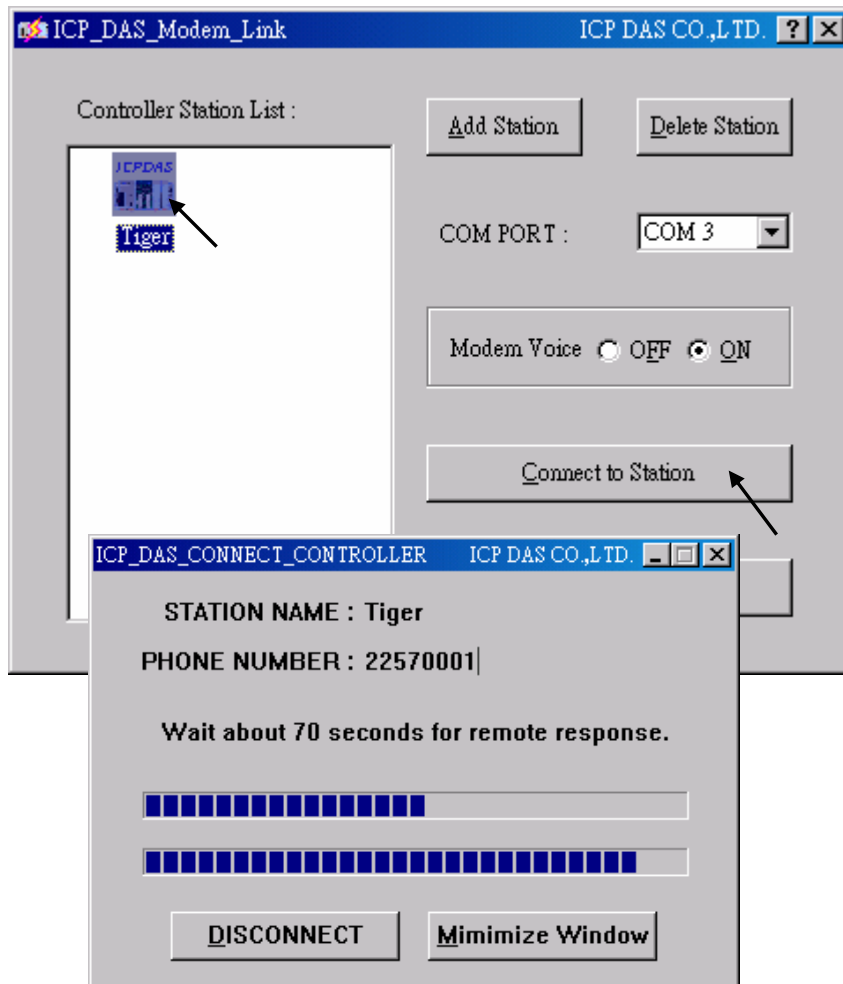 ICP_DAS_Modem_Link ICP DAS CO.,LTD. ? X
Controller Station List :
Add Station
Delete Station
ICPDAS
Tiger
COM PORT :
COM 3
Modem Voice OFF ON
Connect to Station
ICP_DAS_CONNECT_CONTROLLER ICP DAS CO.,LTD.
STATION NAME : Tiger
PHONE NUMBER : 22570001
Wait about 70 seconds for remote response.
DISCONNECT
Mimimize Window